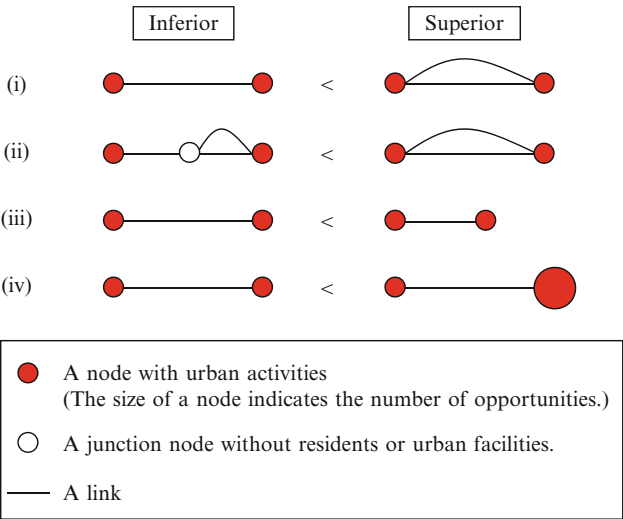 Inferior Superior
(i) <
(ii) <
(iii) <
(iv) <
A node with urban activities
(The size of a node indicates the number of opportunities.)
A junction node without residents or urban facilities.
A link